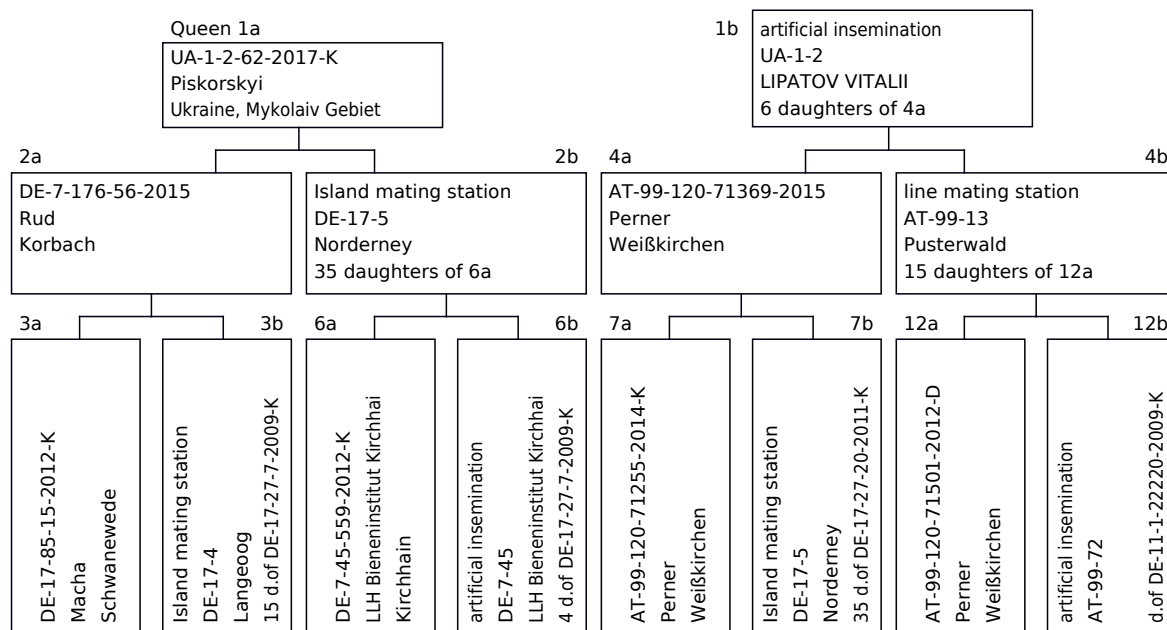 Queen 1a
UA-1-2-62-2017-K
Piskorskyi
Ukraine, Mykolaiv Gebiet
1b
artificial insemination
UA-1-2
LIPATOV VITALII
6 daughters of 4a
2a
DE-7-176-56-2015
Rud
Korbach
2b
Island mating station
DE-17-5
Norderney
35 daughters of 6a
4a
AT-99-120-71369-2015
Perner
Weißkirchen
4b
line mating station
AT-99-13
Pusterwald
15 daughters of 12a
3a
DE-17-85-15-2012-K
Macha
Schwanewede
3b
Island mating station
DE-17-4
Langeoog
15 d.of DE-17-27-7-2009-K
6a
DE-7-45-559-2012-K
LLH Bieneninstitut Kirchhai
Kirchhain
6b
artificial insemination
DE-7-45
LLH Bieneninstitut Kirchhai
4 d.of DE-17-27-7-2009-K
7a
AT-99-120-71255-2014-K
Perner
Weißkirchen
7b
Island mating station
DE-17-5
Norderney
35 d.of DE-17-27-20-2011-K
12a
AT-99-120-71501-2012-D
Perner
Weißkirchen
12b
artificial insemination
AT-99-72
d.of DE-11-1-22220-2009-K